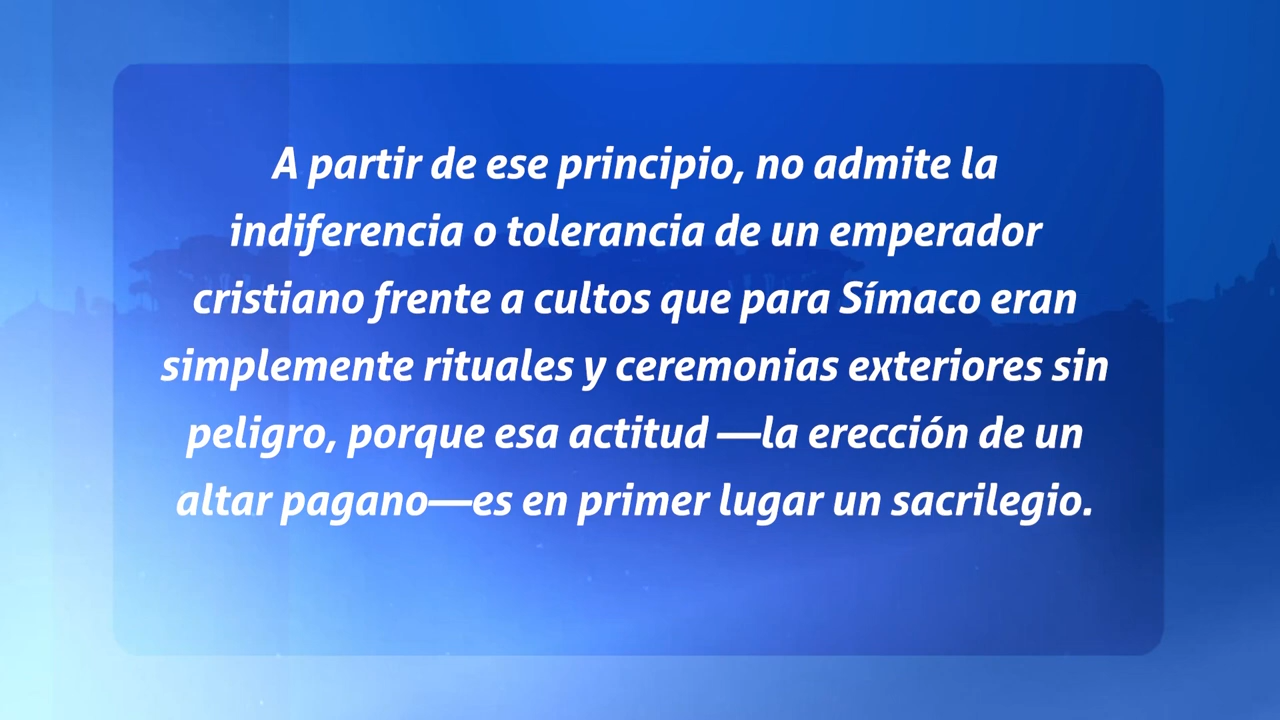 A partir de ese principio, no admite la
indiferencia o tolerancia de un emperador
cristiano frente a cultos que para Símaco eran
simplemente rituales y ceremonias exteriores sin
peligro, porque esa actitud —la erección de un
altar pagano—es en primer lugar un sacrilegio.